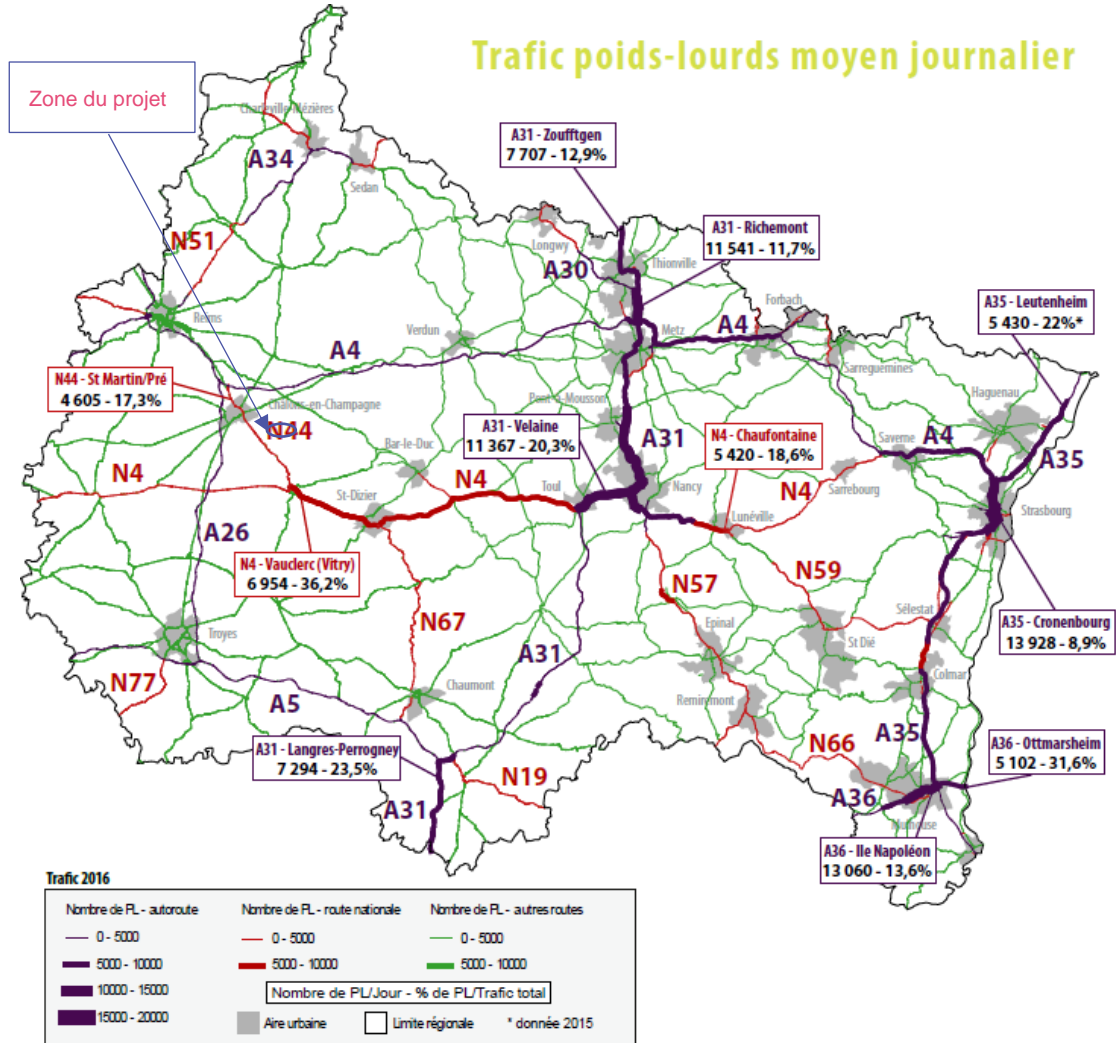 Trafic poids-lourds moyen journalier
Zone du projet
Charleville-Mézières
A34
Sedan
A31 - Zoufftgen
7 707 - 12,9%
N51
Longwy
A30
Thionville
A31 - Richemont
11 541 - 11,7%
Reims
Verdun
Metz
A4
Forbach
A35 - Leutenheim
5 430 - 22%*
A4
Sarreguemines
N44 - St Martin/Pré
4 605 - 17,3%
Châlons-en-Champagne
N44
Pont-à-Mousson
Haguenau
Bar-le-Duc
A31 - Velaine
11 367 - 20,3%
A31
N4 - Chaufontaine
5 420 - 18,6%
Saverne
A4
A35
N4
St-Dizier
N4
Toul
Nancy
Lunéville
N4
Sarrebourg
Strasbourg
A26
N4 - Vauclerc (Vitry)
6 954 - 36,2%
N57
N59
Sélestat
Troyes
N67
A31
Epinal
St Dié
A35 - Cronenbourg
13 928 - 8,9%
N77
A5
Chaumont
Remiremont
Colmar
A31 - Langres-Perrogney
7 294 - 23,5%
N66
A35
A36 - Ottmarsheim
5 102 - 31,6%
A31
N19
A36
Mulhouse
A36 - Ile Napoléon
13 060 - 13,6%
Trafic 2016
Nombre de PL - autoroute
Nombre de PL - route nationale
Nombre de PL - autres routes
0 - 5000
0 - 5000
0 - 5000
5000 - 10000
5000 - 10000
5000 - 10000
10000 - 15000
Nombre de PL/Jour - % de PL/Trafic total
15000 - 20000
Aire urbaine
Limite régionale
* donnée 2015